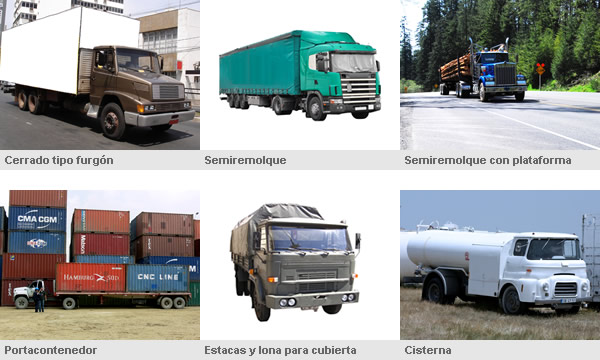 Cerrado tipo furgón
Semiremolque
Semiremolque con plataforma
CMA CGM
HAMBURG SÜD
CNC LINE
Portacontenedor
Estacas y lona para cubierta
Cisterna